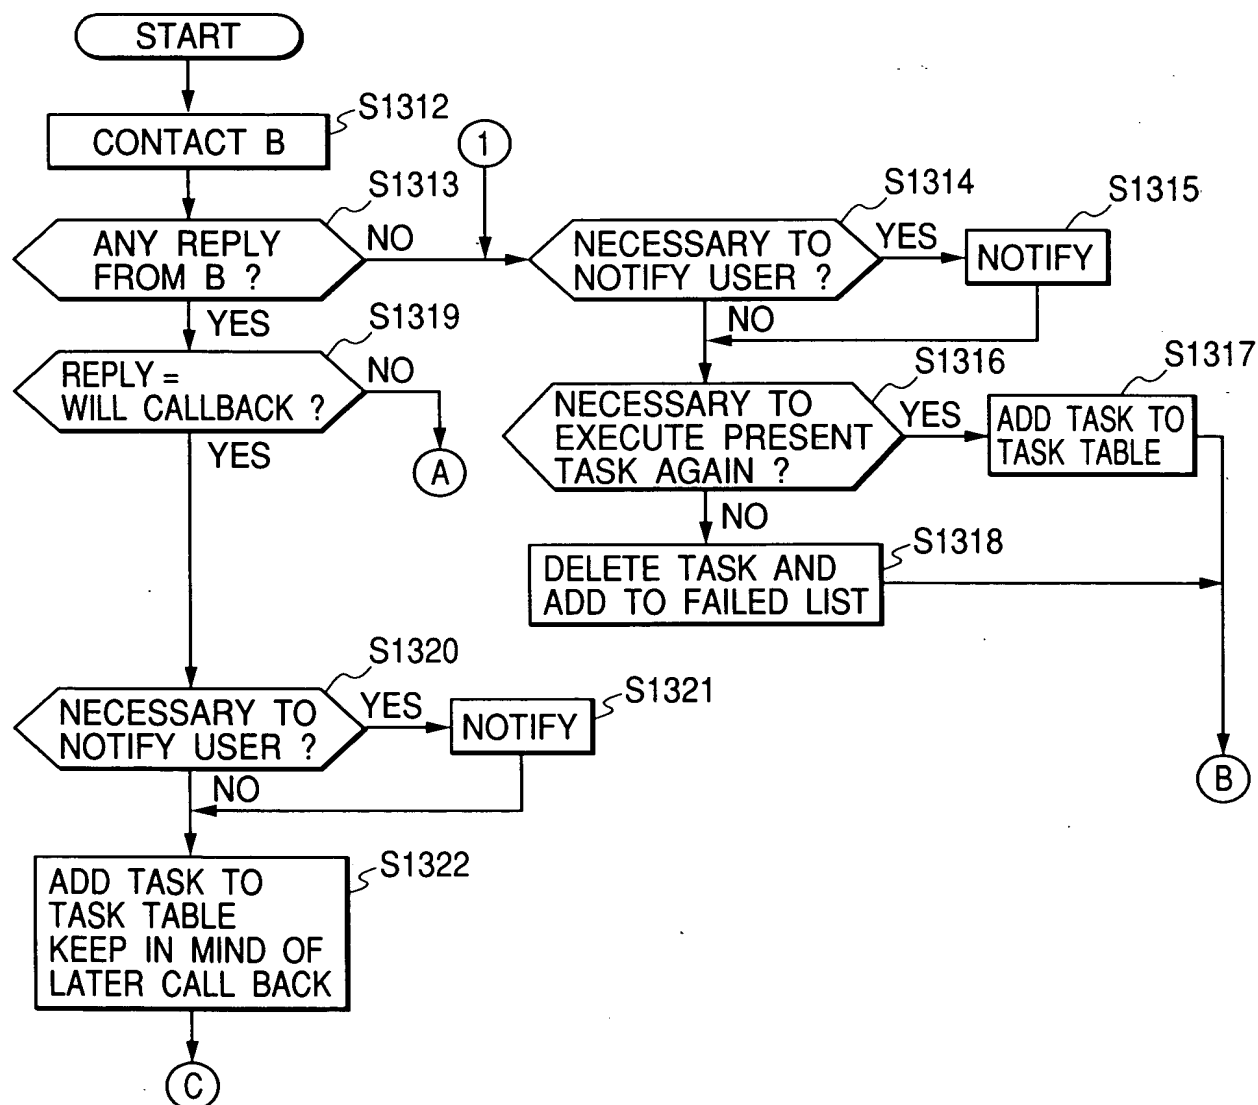 START
S1312
CONTACT B
1
S1313
ANY REPLY
FROM B ?
NO
YES
S1314
NECESSARY TO
NOTIFY USER ?
YES
NO
S1315
NOTIFY
S1319
REPLY =
WILL CALLBACK ?
NO
YES
A
S1316
NECESSARY TO
EXECUTE PRESENT
TASK AGAIN ?
YES
NO
S1317
ADD TASK TO
TASK TABLE
S1318
DELETE TASK AND
ADD TO FAILED LIST
B
S1320
NECESSARY TO
NOTIFY USER ?
YES
NO
S1321
NOTIFY
S1322
ADD TASK TO
TASK TABLE
KEEP IN MIND OF
LATER CALL BACK
C